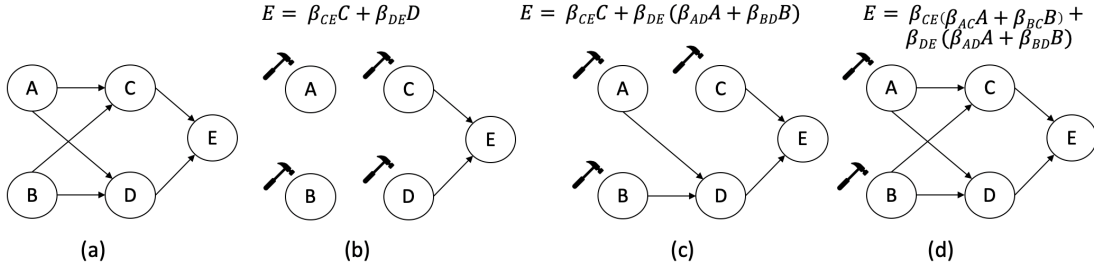 E = β_CE C + β_DE D
E = β_CE C + β_DE (β_AD A + β_BD B)
E = β_CE(β_AC A + β_BC B) +
β_DE (β_AD A + β_BD B)
A
C
E
B
D
(a)
A
C
E
B
D
(b)
A
C
E
B
D
(c)
A
C
E
B
D
(d)